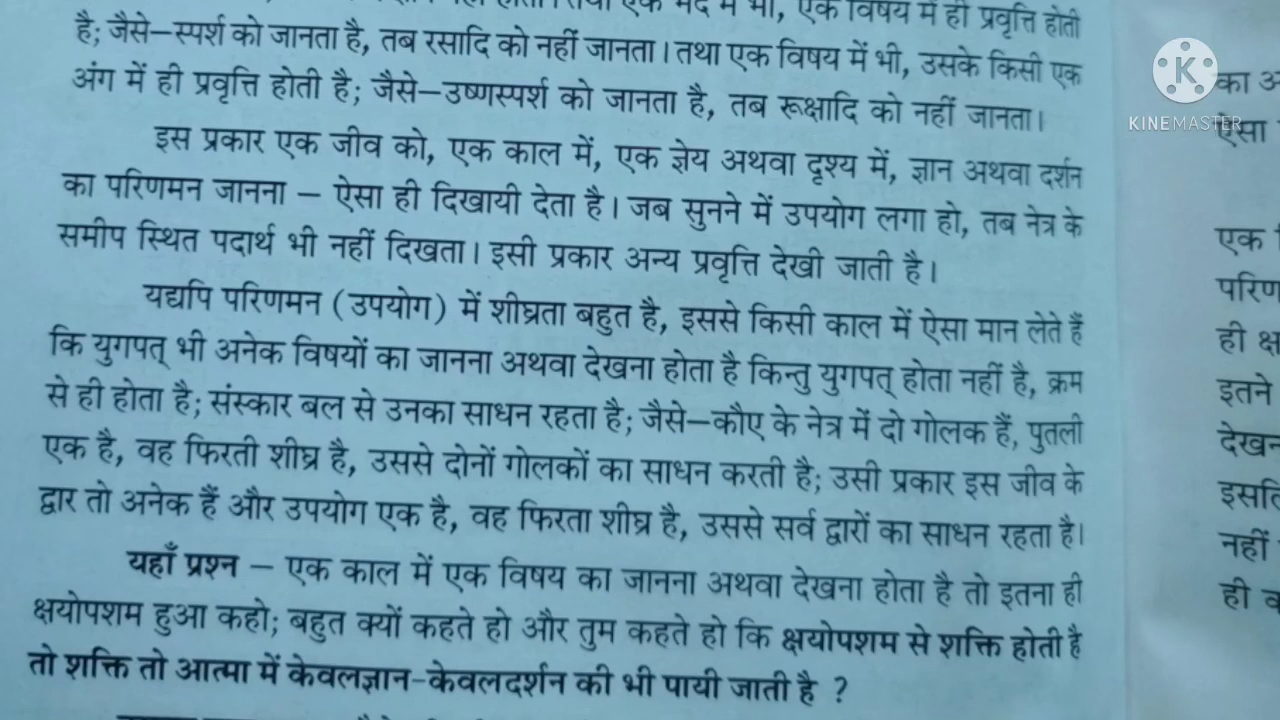 एक विषय में ही प्रवृत्ति होती
है; जैसे–स्पर्श को जानता है, तब रसादि को नहीं जानता। तथा एक विषय में भी, उसके किसी एक
अंग में ही प्रवृत्ति होती है; जैसे–उष्णस्पर्श को जानता है, तब रूक्षादि को नहीं जानता।
इस प्रकार एक जीव को, एक काल में, एक ज्ञेय अथवा दृश्य में, ज्ञान अथवा दर्शन
का परिणमन जानना – ऐसा ही दिखायी देता है। जब सुनने में उपयोग लगा हो, तब नेत्र के
समीप स्थित पदार्थ भी नहीं दिखता। इसी प्रकार अन्य प्रवृत्ति देखी जाती है।
यद्यपि परिणमन (उपयोग) में शीघ्रता बहुत है, इससे किसी काल में ऐसा मान लेते हैं
कि युगपत् भी अनेक विषयों का जानना अथवा देखना होता है किन्तु युगपत् होता नहीं है, क्रम
से ही होता है; संस्कार बल से उनका साधन रहता है; जैसे–कौए के नेत्र में दो गोलक हैं, पुतली
एक है, वह फिरती शीघ्र है, उससे दोनों गोलकों का साधन करती है; उसी प्रकार इस जीव के
द्वार तो अनेक हैं और उपयोग एक है, वह फिरता शीघ्र है, उससे सर्व द्वारों का साधन रहता है।
यहाँ प्रश्न – एक काल में एक विषय का जानना अथवा देखना होता है तो इतना ही
क्षयोपशम हुआ कहो; बहुत क्यों कहते हो और तुम कहते हो कि क्षयोपशम से शक्ति होती है
तो शक्ति तो आत्मा में केवलज्ञान-केवलदर्शन की भी पायी जाती है ?
K
KINEMASTER
का
ऐसा
एक
परिण
ही
इतने
देखन
नहीं
ही